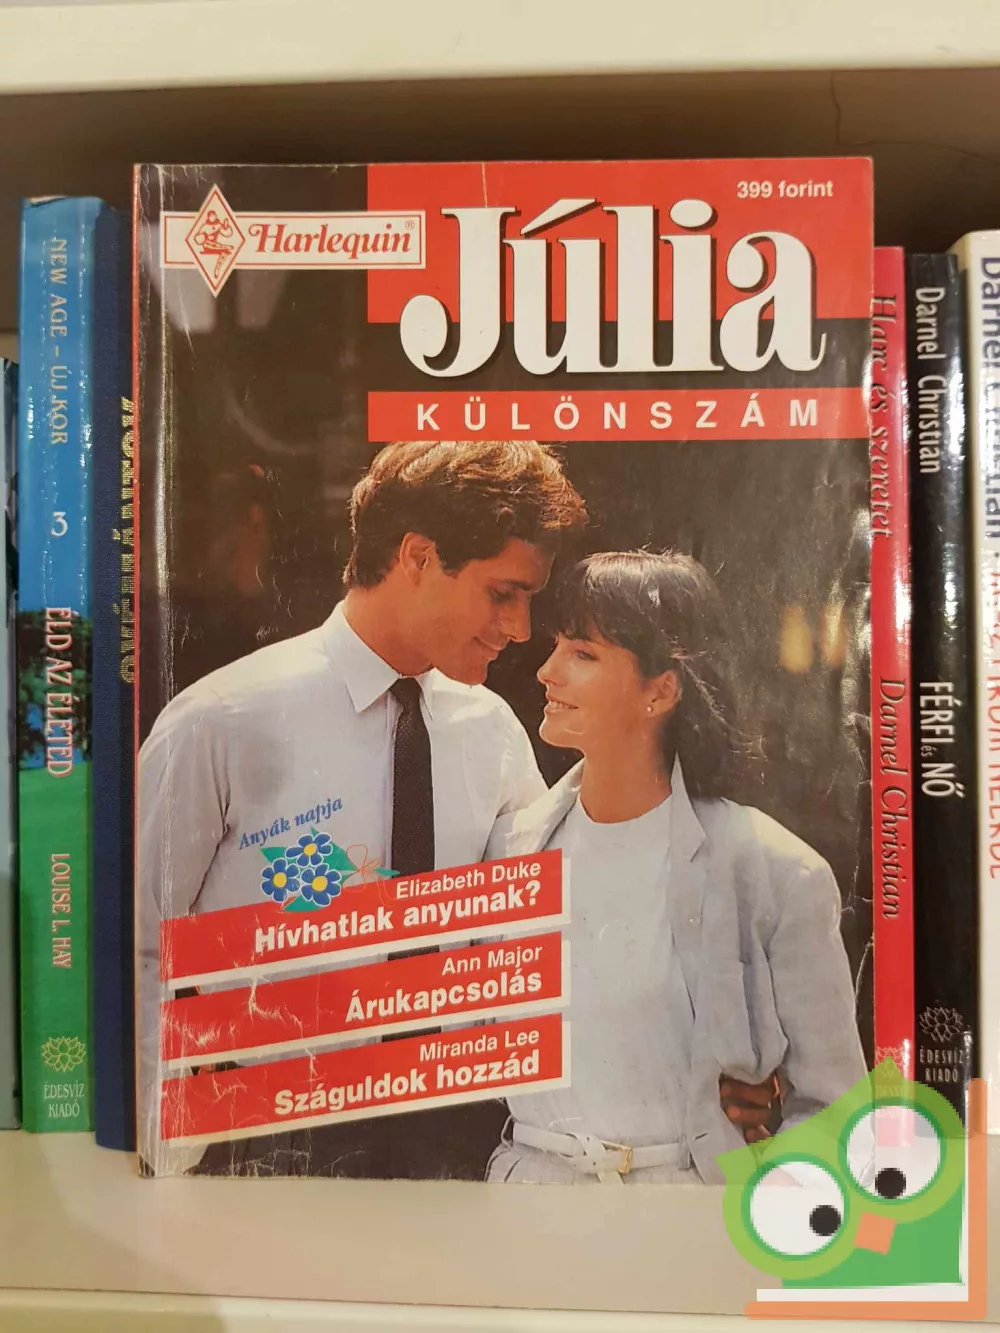 399 forint
Harlequin®
Júlia
KÜLÖNSZÁM
Anyák napja
Elizabeth Duke
Hívhatlak anyunak?
Ann Major
Árukapcsolás
Miranda Lee
Száguldok hozzád
NEW AGE – ÚJ KOR
3
ÉLD AZ ÉLETED
LOUISE L. HAY
ÉDESVÍZ
KIADÓ
Harc és szeretet
Darnel Christian
Darnel Chrstian
FÉRFI és NŐ
ÉDESVÍZ
KIADÓ